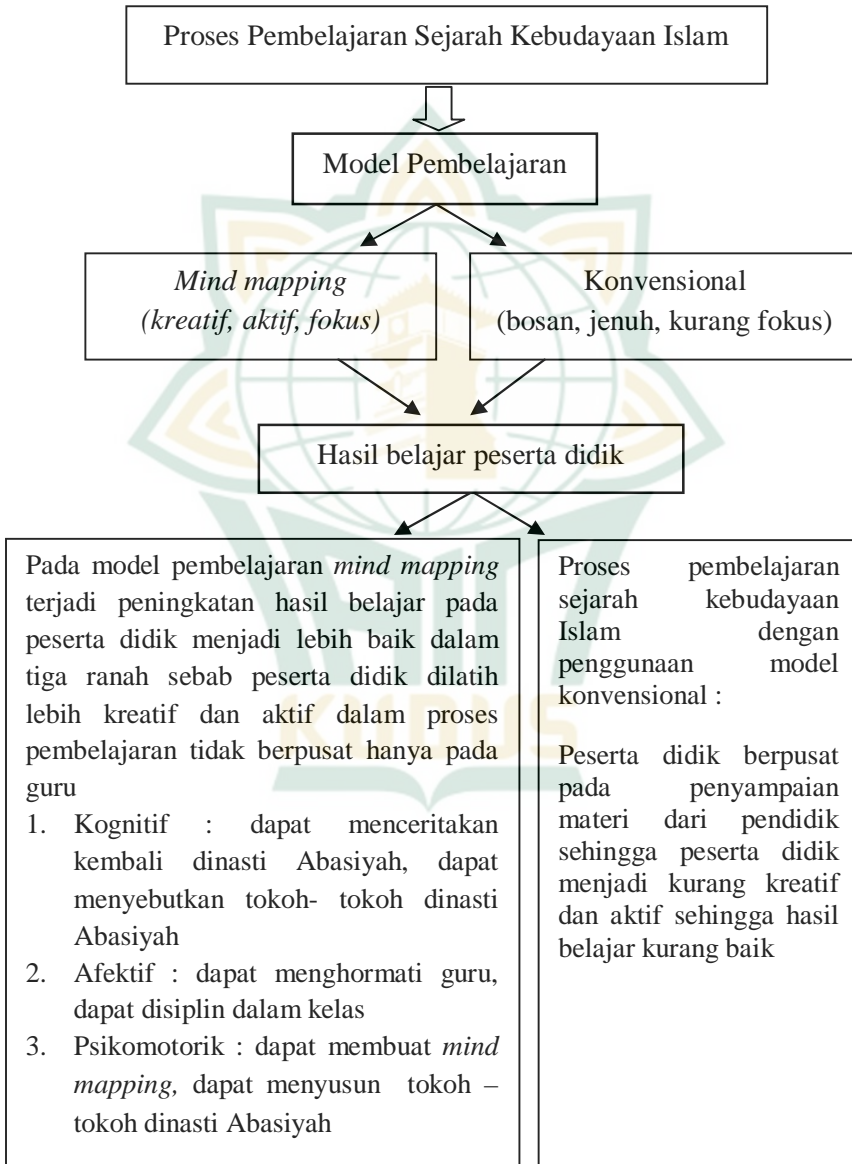 Proses Pembelajaran Sejarah Kebudayaan Islam
Model Pembelajaran
Mind mapping
(kreatif, aktif, fokus)
Konvensional
(bosan, jenuh, kurang fokus)
Hasil belajar peserta didik
Pada model pembelajaran mind mapping
terjadi peningkatan hasil belajar pada
peserta didik menjadi lebih baik dalam
tiga ranah sebab peserta didik dilatih
lebih kreatif dan aktif dalam proses
pembelajaran tidak berpusat hanya pada
guru
1. Kognitif : dapat menceritakan
kembali dinasti Abasiyah, dapat
menyebutkan tokoh- tokoh dinasti
Abasiyah
2. Afektif : dapat menghormati guru,
dapat disiplin dalam kelas
3. Psikomotorik : dapat membuat mind
mapping, dapat menyusun tokoh –
tokoh dinasti Abasiyah
Proses pembelajaran
sejarah kebudayaan
Islam dengan
penggunaan model
konvensional :
Peserta didik berpusat
pada penyampaian
materi dari pendidik
sehingga peserta didik
menjadi kurang kreatif
dan aktif sehingga hasil
belajar kurang baik
KUDUS